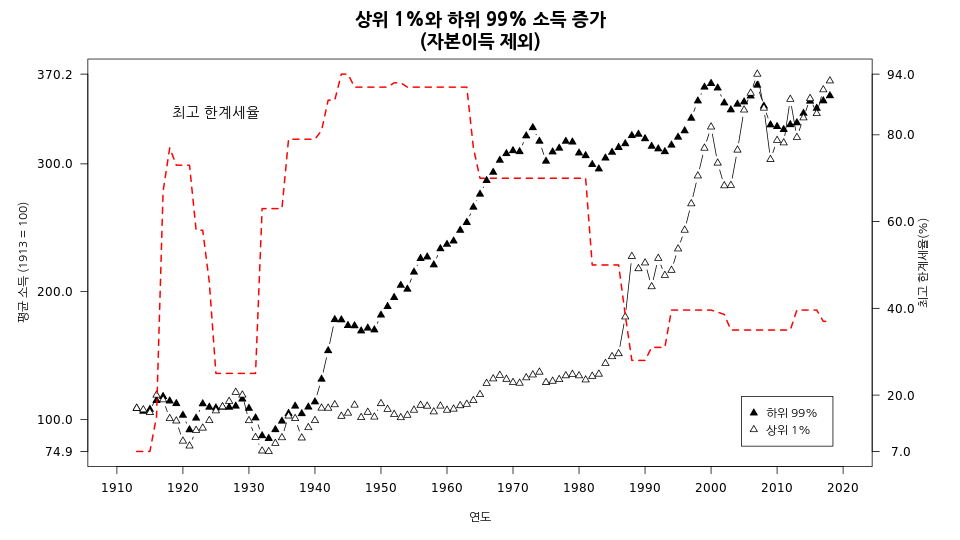 상위 1%와 하위 99% 소득 증가
(자본이득 제외)
370.2
300.0
200.0
100.0
74.9
평균 소득 (1913 = 100)
최고 한계세율
94.0
80.0
60.0
40.0
20.0
7.0
최고 한계세율(%)
하위 99%
상위 1%
1910 1920 1930 1940 1950 1960 1970 1980 1990 2000 2010 2020
연도